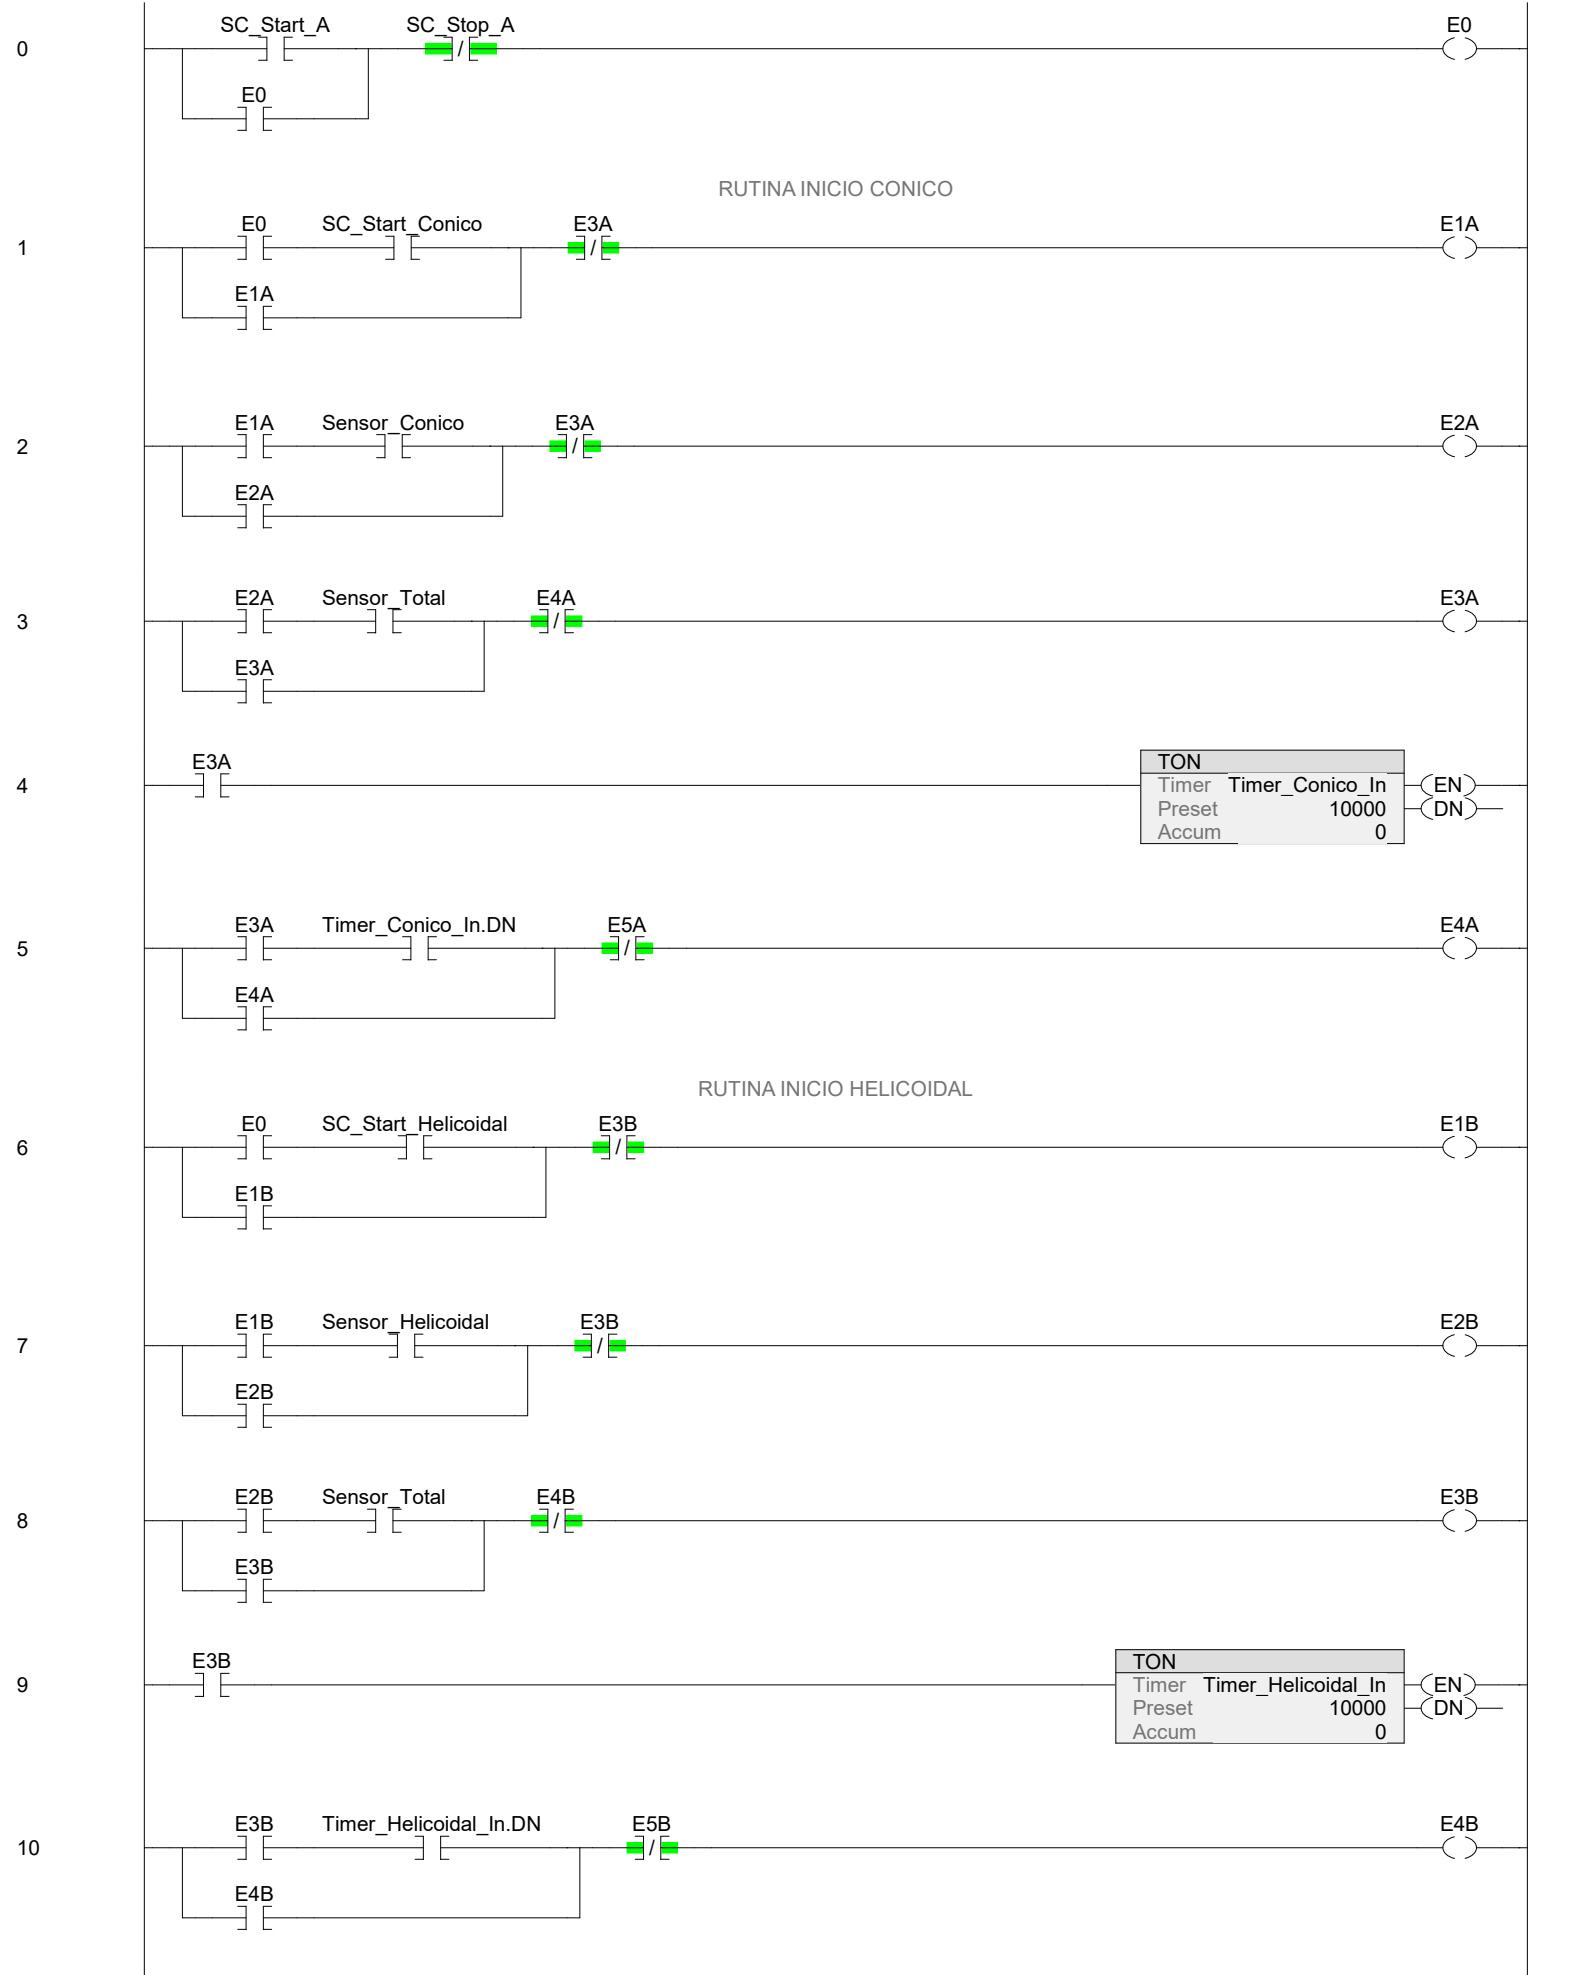 SC_Start_A SC_Stop_A E0
0
E0
RUTINA INICIO CONICO
E0 SC_Start_Conico E3A E1A
1
E1A
E1A Sensor_Conico E3A E2A
2
E2A
E2A Sensor_Total E4A E3A
3
E3A
E3A TON
4 Timer Timer_Conico_In EN
Preset 10000 DN
Accum 0
E3A Timer_Conico_In.DN E5A E4A
5
E4A
RUTINA INICIO HELICOIDAL
E0 SC_Start_Helicoidal E3B E1B
6
E1B
E1B Sensor_Helicoidal E3B E2B
7
E2B
E2B Sensor_Total E4B E3B
8
E3B
E3B TON
9 Timer Timer_Helicoidal_In EN
Preset 10000 DN
Accum 0
E3B Timer_Helicoidal_In.DN E5B E4B
10
E4B